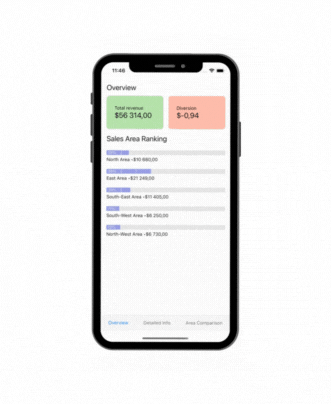 11:46
Overview
Total revenue:
$56 314,00
Diversion
$-0,94
Sales Area Ranking
North Area -$10 680,00
East Area -$21 246,00
South-East Area -$11 400,00
South-West Area -$6 250,00
North-West Area -$6 730,00
Overview
Detailed Info
Area Comparison